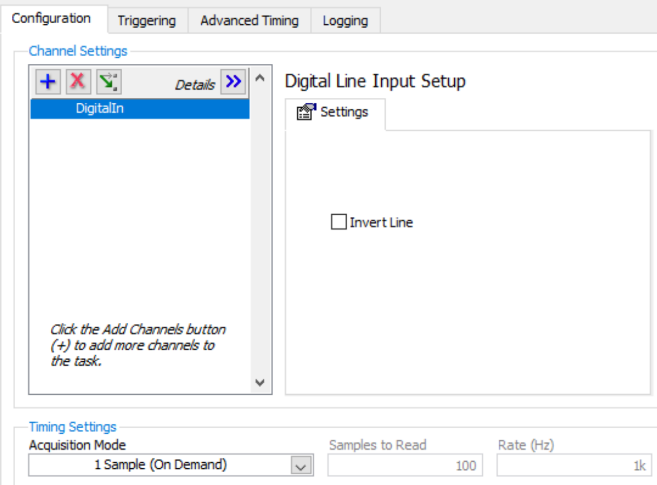 Configuration Triggering Advanced Timing Logging
Channel Settings
Details
DigitalIn
Click the Add Channels button
(+) to add more channels to
the task.
Digital Line Input Setup
Settings
Invert Line
Timing Settings
Acquisition Mode Samples to Read Rate (Hz)
1 Sample (On Demand) 100 1k